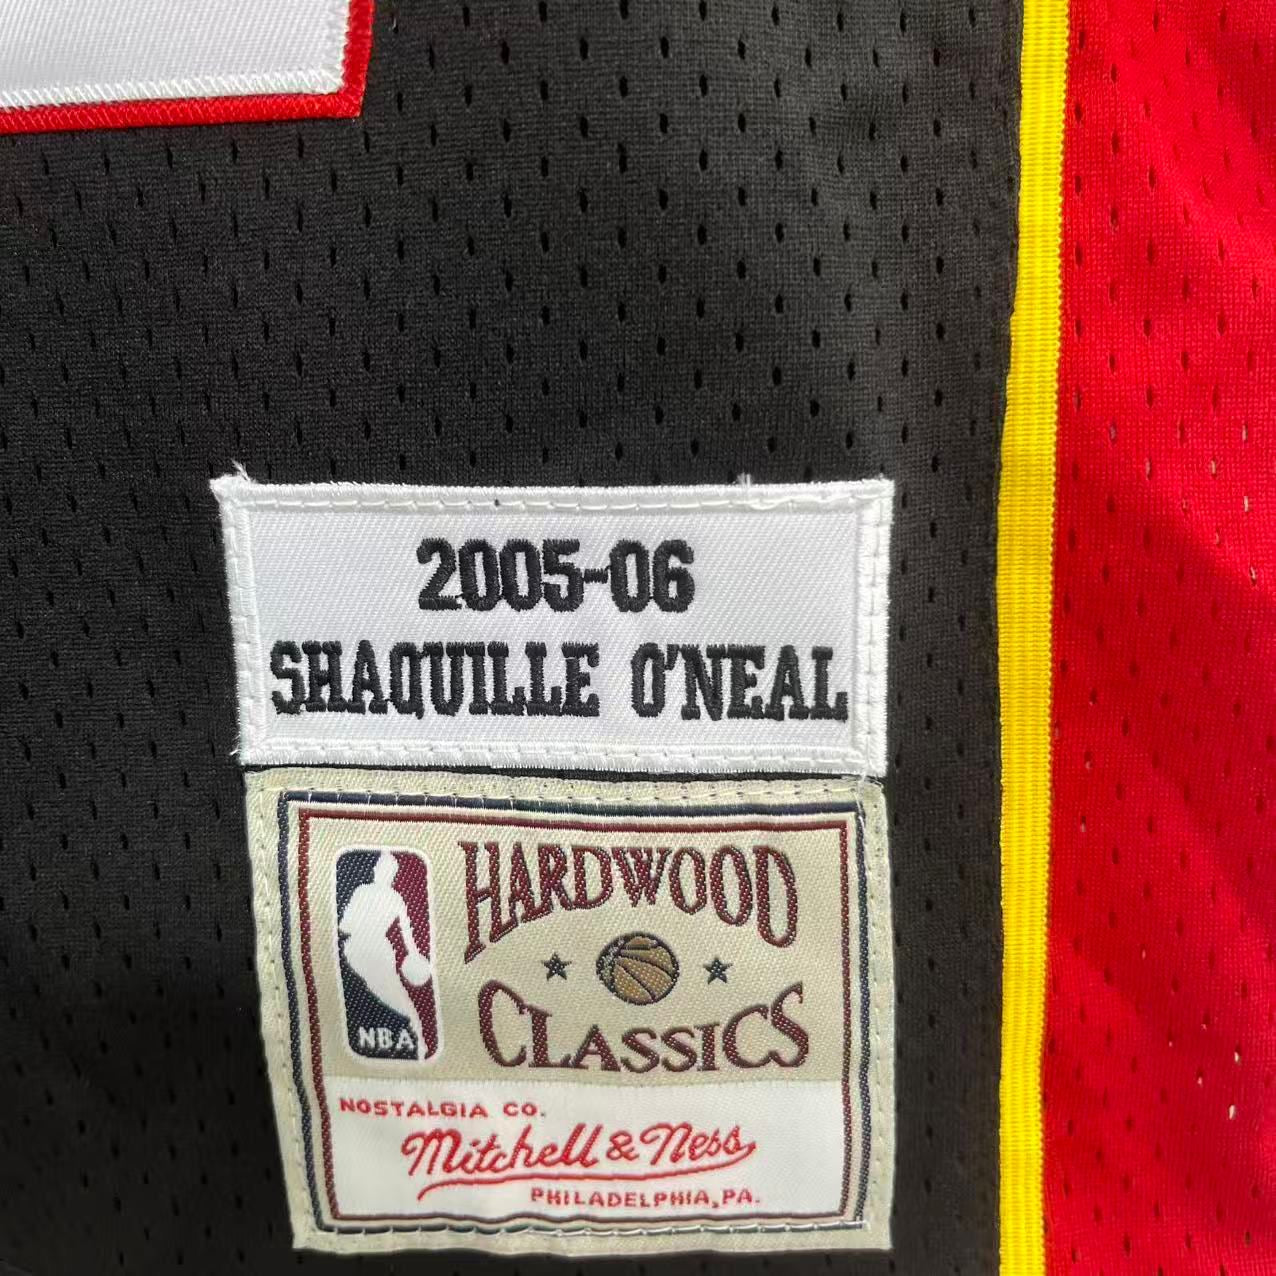 2005-06
SHAQUILLE O'NEAL
HARDWOOD
CLASSICS
NBA
NOSTALGIA CO.
Mitchell & Ness
PHILADELPHIA, PA.